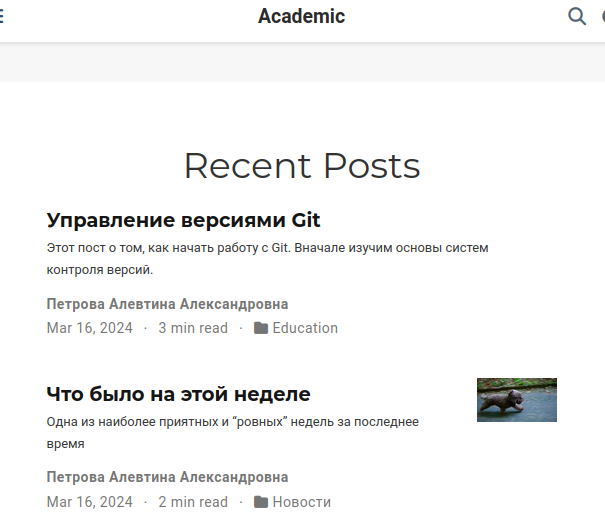 Academic
Recent Posts
Управление версиями Git
Этот пост о том, как начать работу с Git. Вначале изучим основы систем
контроля версий.
Петрова Алевтина Александровна
Mar 16, 2024 · 3 min read · Education
Что было на этой неделе
Одна из наиболее приятных и “ровных” недель за последнее
время
Петрова Алевтина Александровна
Mar 16, 2024 · 2 min read · Новости